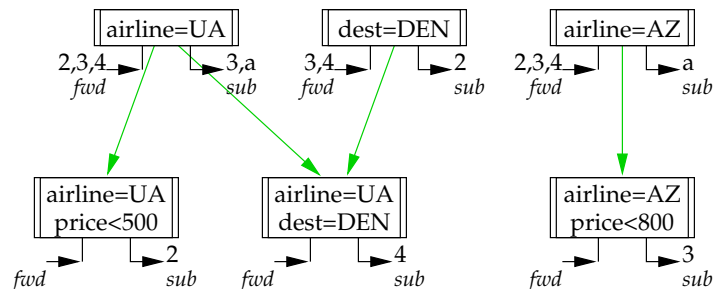 airline=UA dest=DEN airline=AZ
2,3,4 3,a 3,4 2 2,3,4 a
fwd sub fwd sub fwd sub
airline=UA airline=UA airline=AZ
price<500 dest=DEN price<800
2 4 3
fwd sub fwd sub fwd sub